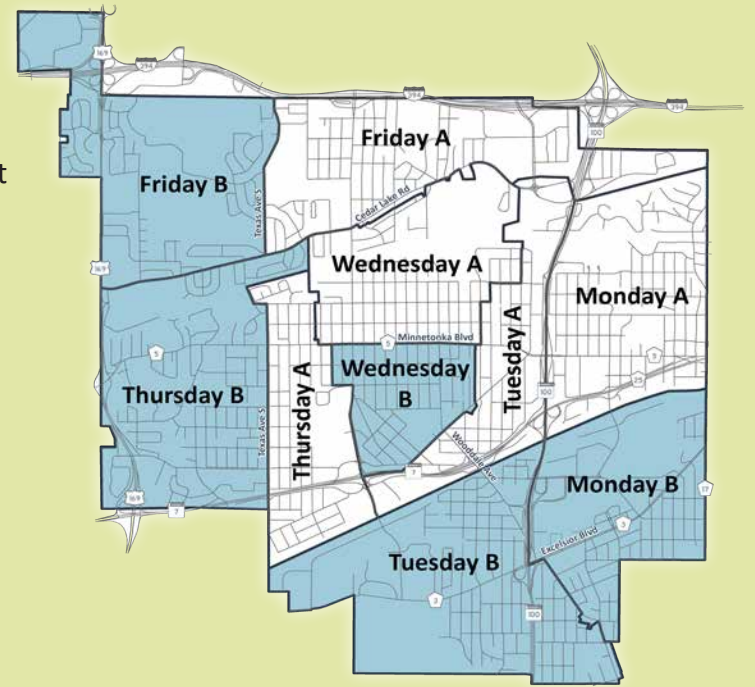 169
394
394
394
100
t
Friday A
Friday B
Texas Ave S
Cedar Lake Rd
169
Wednesday A
Monday A
Tuesday A
Minnetonka Blvd
5
5
5
25
100
Wednesday
B
Thursday B
Thursday A
Texas Ave S
Wooddale Ave
7
Monday B
17
169
7
3
Excelsior Blvd
Tuesday B
3
100